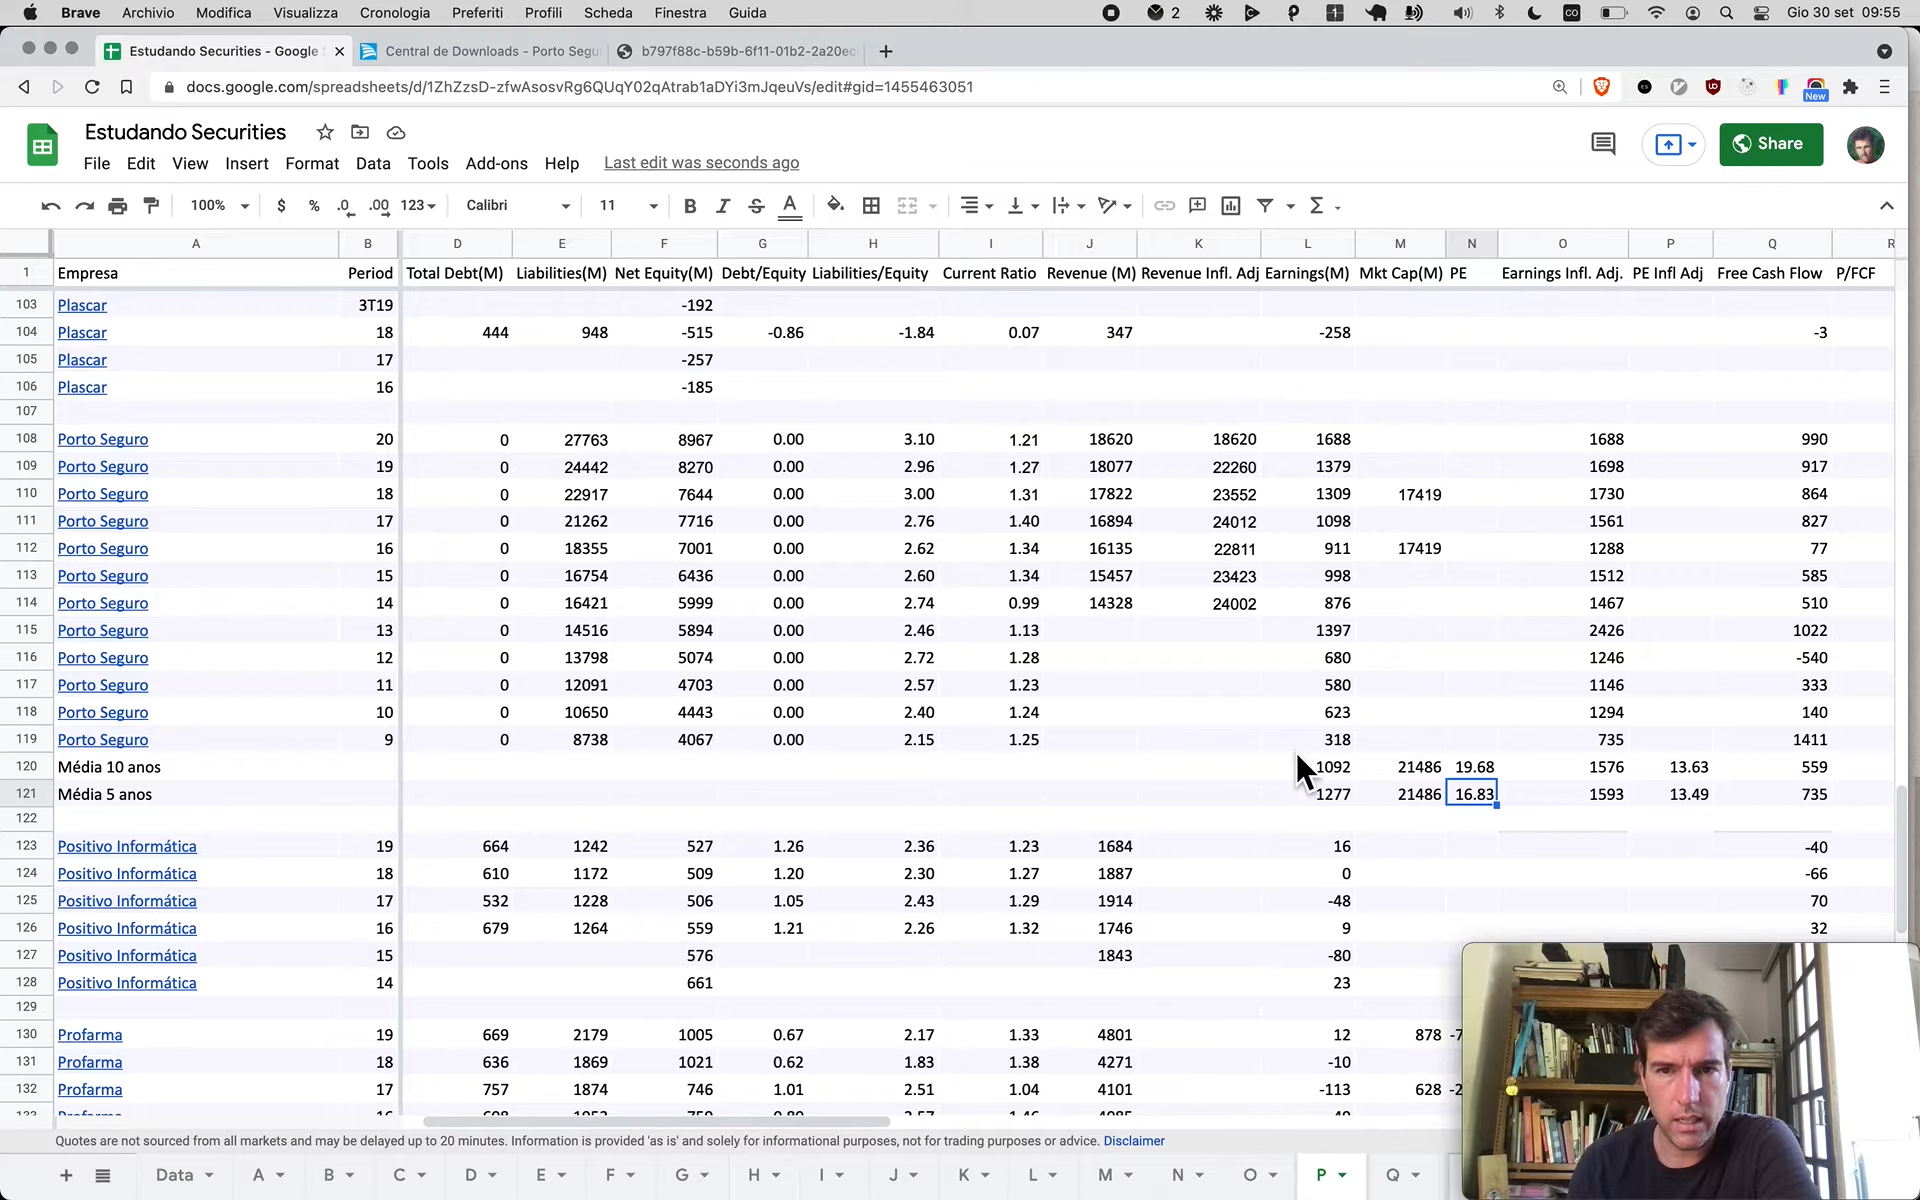 Brave Archivio Modifica Visualizza Cronologia Preferiti Profili Scheda Finestra Guida 2 1 Gio 30 set 09:55
Estudando Securities - Google Central de Downloads - Porto Segu b797f88c-b59b-6f11-01b2-2a20ec
docs.google.com/spreadsheets/d/1ZhZzsD-zfwAsosvRg6QUqY02qAtrab1aDYi3mJqeuVs/edit#gid=1455463051 New
Estudando Securities
File Edit View Insert Format Data Tools Add-ons Help Last edit was seconds ago Share
100% $ % .0 .00 123 Calibri 11 B I S A Σ
A B D E F G H I J K L M N O P Q R
1 Empresa Period Total Debt(M) Liabilities(M) Net Equity(M) Debt/Equity Liabilities/Equity Current Ratio Revenue (M) Revenue Infl. Adj Earnings(M) Mkt Cap(M) PE Earnings Infl. Adj. PE Infl Adj Free Cash Flow P/FCF
103 Plascar 3T19 -192
104 Plascar 18 444 948 -515 -0.86 -1.84 0.07 347 -258 -3
105 Plascar 17 -257
106 Plascar 16 -185
107
108 Porto Seguro 20 0 27763 8967 0.00 3.10 1.21 18620 18620 1688 1688 990
109 Porto Seguro 19 0 24442 8270 0.00 2.96 1.27 18077 22260 1379 1698 917
110 Porto Seguro 18 0 22917 7644 0.00 3.00 1.31 17822 23552 1309 17419 1730 864
111 Porto Seguro 17 0 21262 7716 0.00 2.76 1.40 16894 24012 1098 1561 827
112 Porto Seguro 16 0 18355 7001 0.00 2.62 1.34 16135 22811 911 17419 1288 77
113 Porto Seguro 15 0 16754 6436 0.00 2.60 1.34 15457 23423 998 1512 585
114 Porto Seguro 14 0 16421 5999 0.00 2.74 0.99 14328 24002 876 1467 510
115 Porto Seguro 13 0 14516 5894 0.00 2.46 1.13 1397 2426 1022
116 Porto Seguro 12 0 13798 5074 0.00 2.72 1.28 680 1246 -540
117 Porto Seguro 11 0 12091 4703 0.00 2.57 1.23 580 1146 333
118 Porto Seguro 10 0 10650 4443 0.00 2.40 1.24 623 1294 140
119 Porto Seguro 9 0 8738 4067 0.00 2.15 1.25 318 735 1411
120 Média 10 anos 1092 21486 19.68 1576 13.63 559
121 Média 5 anos 1277 21486 16.83 1593 13.49 735
122
123 Positivo Informática 19 664 1242 527 1.26 2.36 1.23 1684 16 -40
124 Positivo Informática 18 610 1172 509 1.20 2.30 1.27 1887 0 -66
125 Positivo Informática 17 532 1228 506 1.05 2.43 1.29 1914 -48 70
126 Positivo Informática 16 679 1264 559 1.21 2.26 1.32 1746 9 32
127 Positivo Informática 15 576 1843 -80
128 Positivo Informática 14 661 23
129
130 Profarma 19 669 2179 1005 0.67 2.17 1.33 4801 12 878 -7
131 Profarma 18 636 1869 1021 0.62 1.83 1.38 4271 -10
132 Profarma 17 757 1874 746 1.01 2.51 1.04 4101 -113 628 -2
Quotes are not sourced from all markets and may be delayed up to 20 minutes. Information is provided 'as is' and solely for informational purposes, not for trading purposes or advice. Disclaimer
+ Data A B C D E F G H I J K L M N O P Q